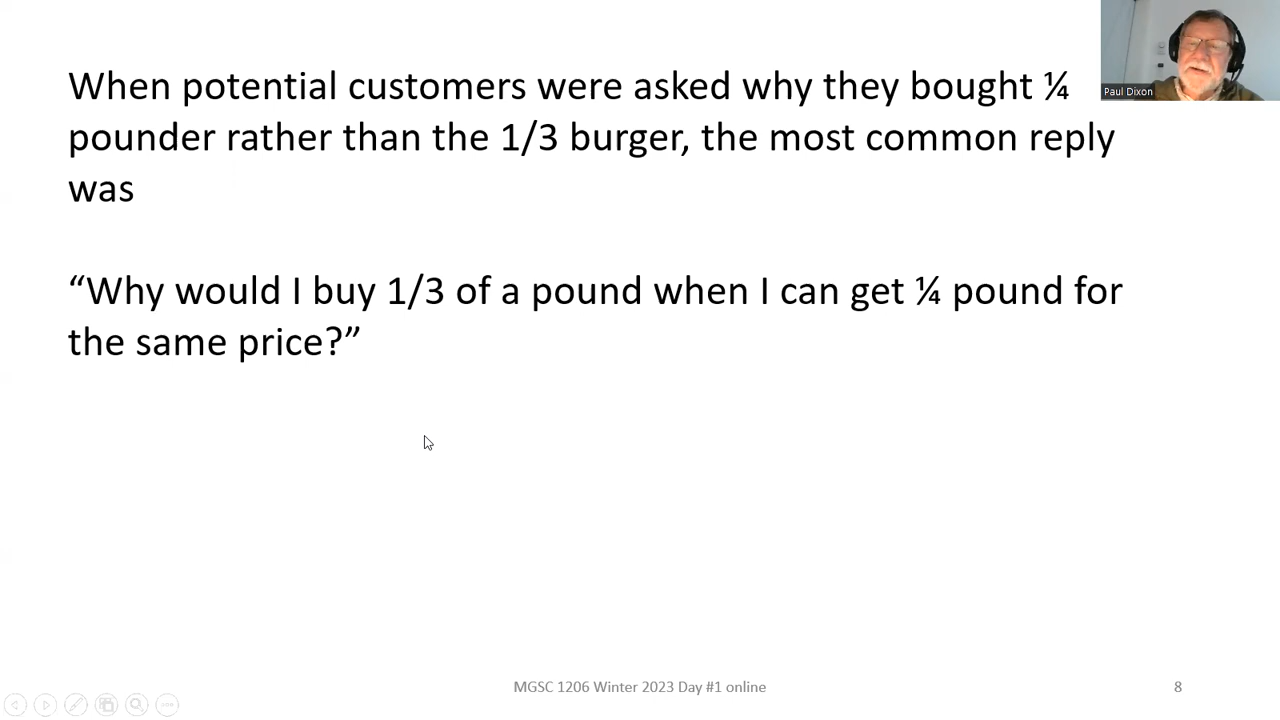 When potential customers were asked why they bought ¼
pounder rather than the 1/3 burger, the most common reply
was
“Why would I buy 1/3 of a pound when I can get ¼ pound for
the same price?”
Paul Dixon
MGSC 1206 Winter 2023 Day #1 online
8